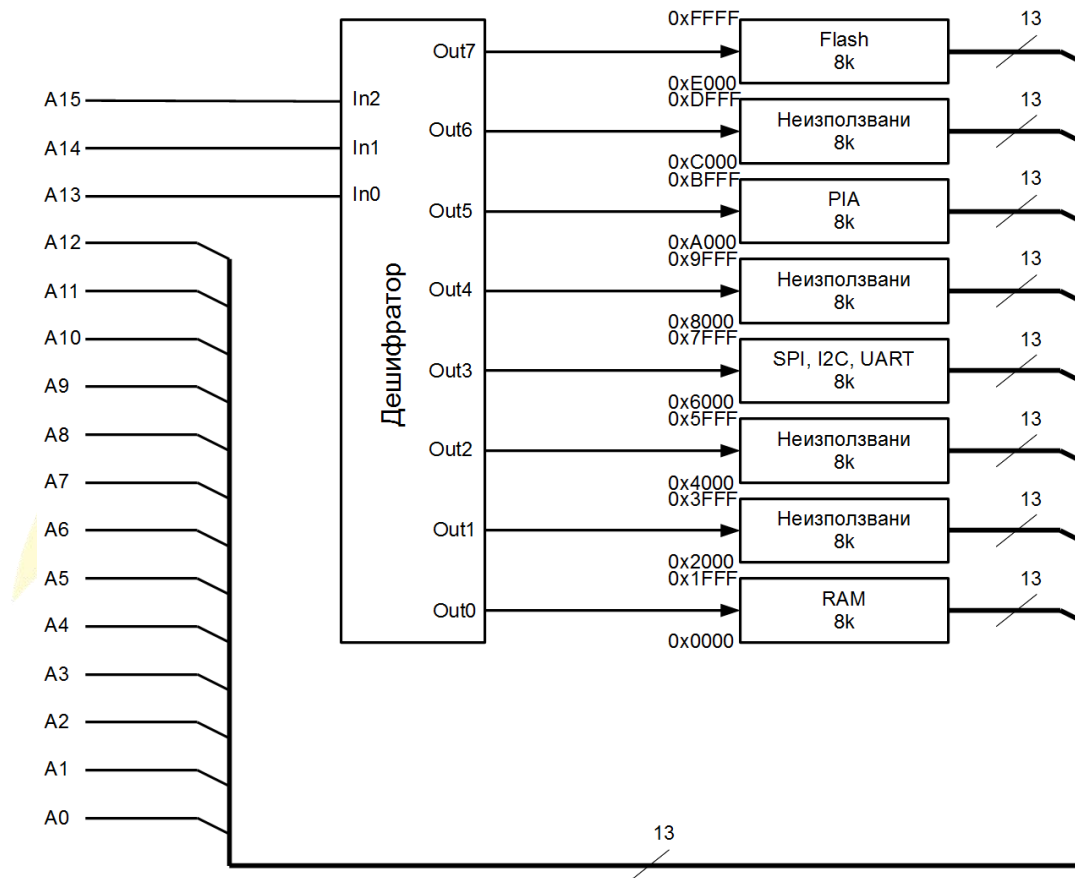 A15
A14
A13
A12
A11
A10
A9
A8
A7
A6
A5
A4
A3
A2
A1
A0
In2
In1
In0
Дешифратор
Out7
Out6
Out5
Out4
Out3
Out2
Out1
Out0
0xFFFF
Flash
8k
13
0xE000
0xDFFF
Неизползвани
8k
13
0xC000
0xBFFF
PIA
8k
13
0xA000
0x9FFF
Неизползвани
8k
13
0x8000
0x7FFF
SPI, I2C, UART
8k
13
0x6000
0x5FFF
Неизползвани
8k
13
0x4000
0x3FFF
Неизползвани
8k
13
0x2000
0x1FFF
RAM
8k
13
0x0000
13